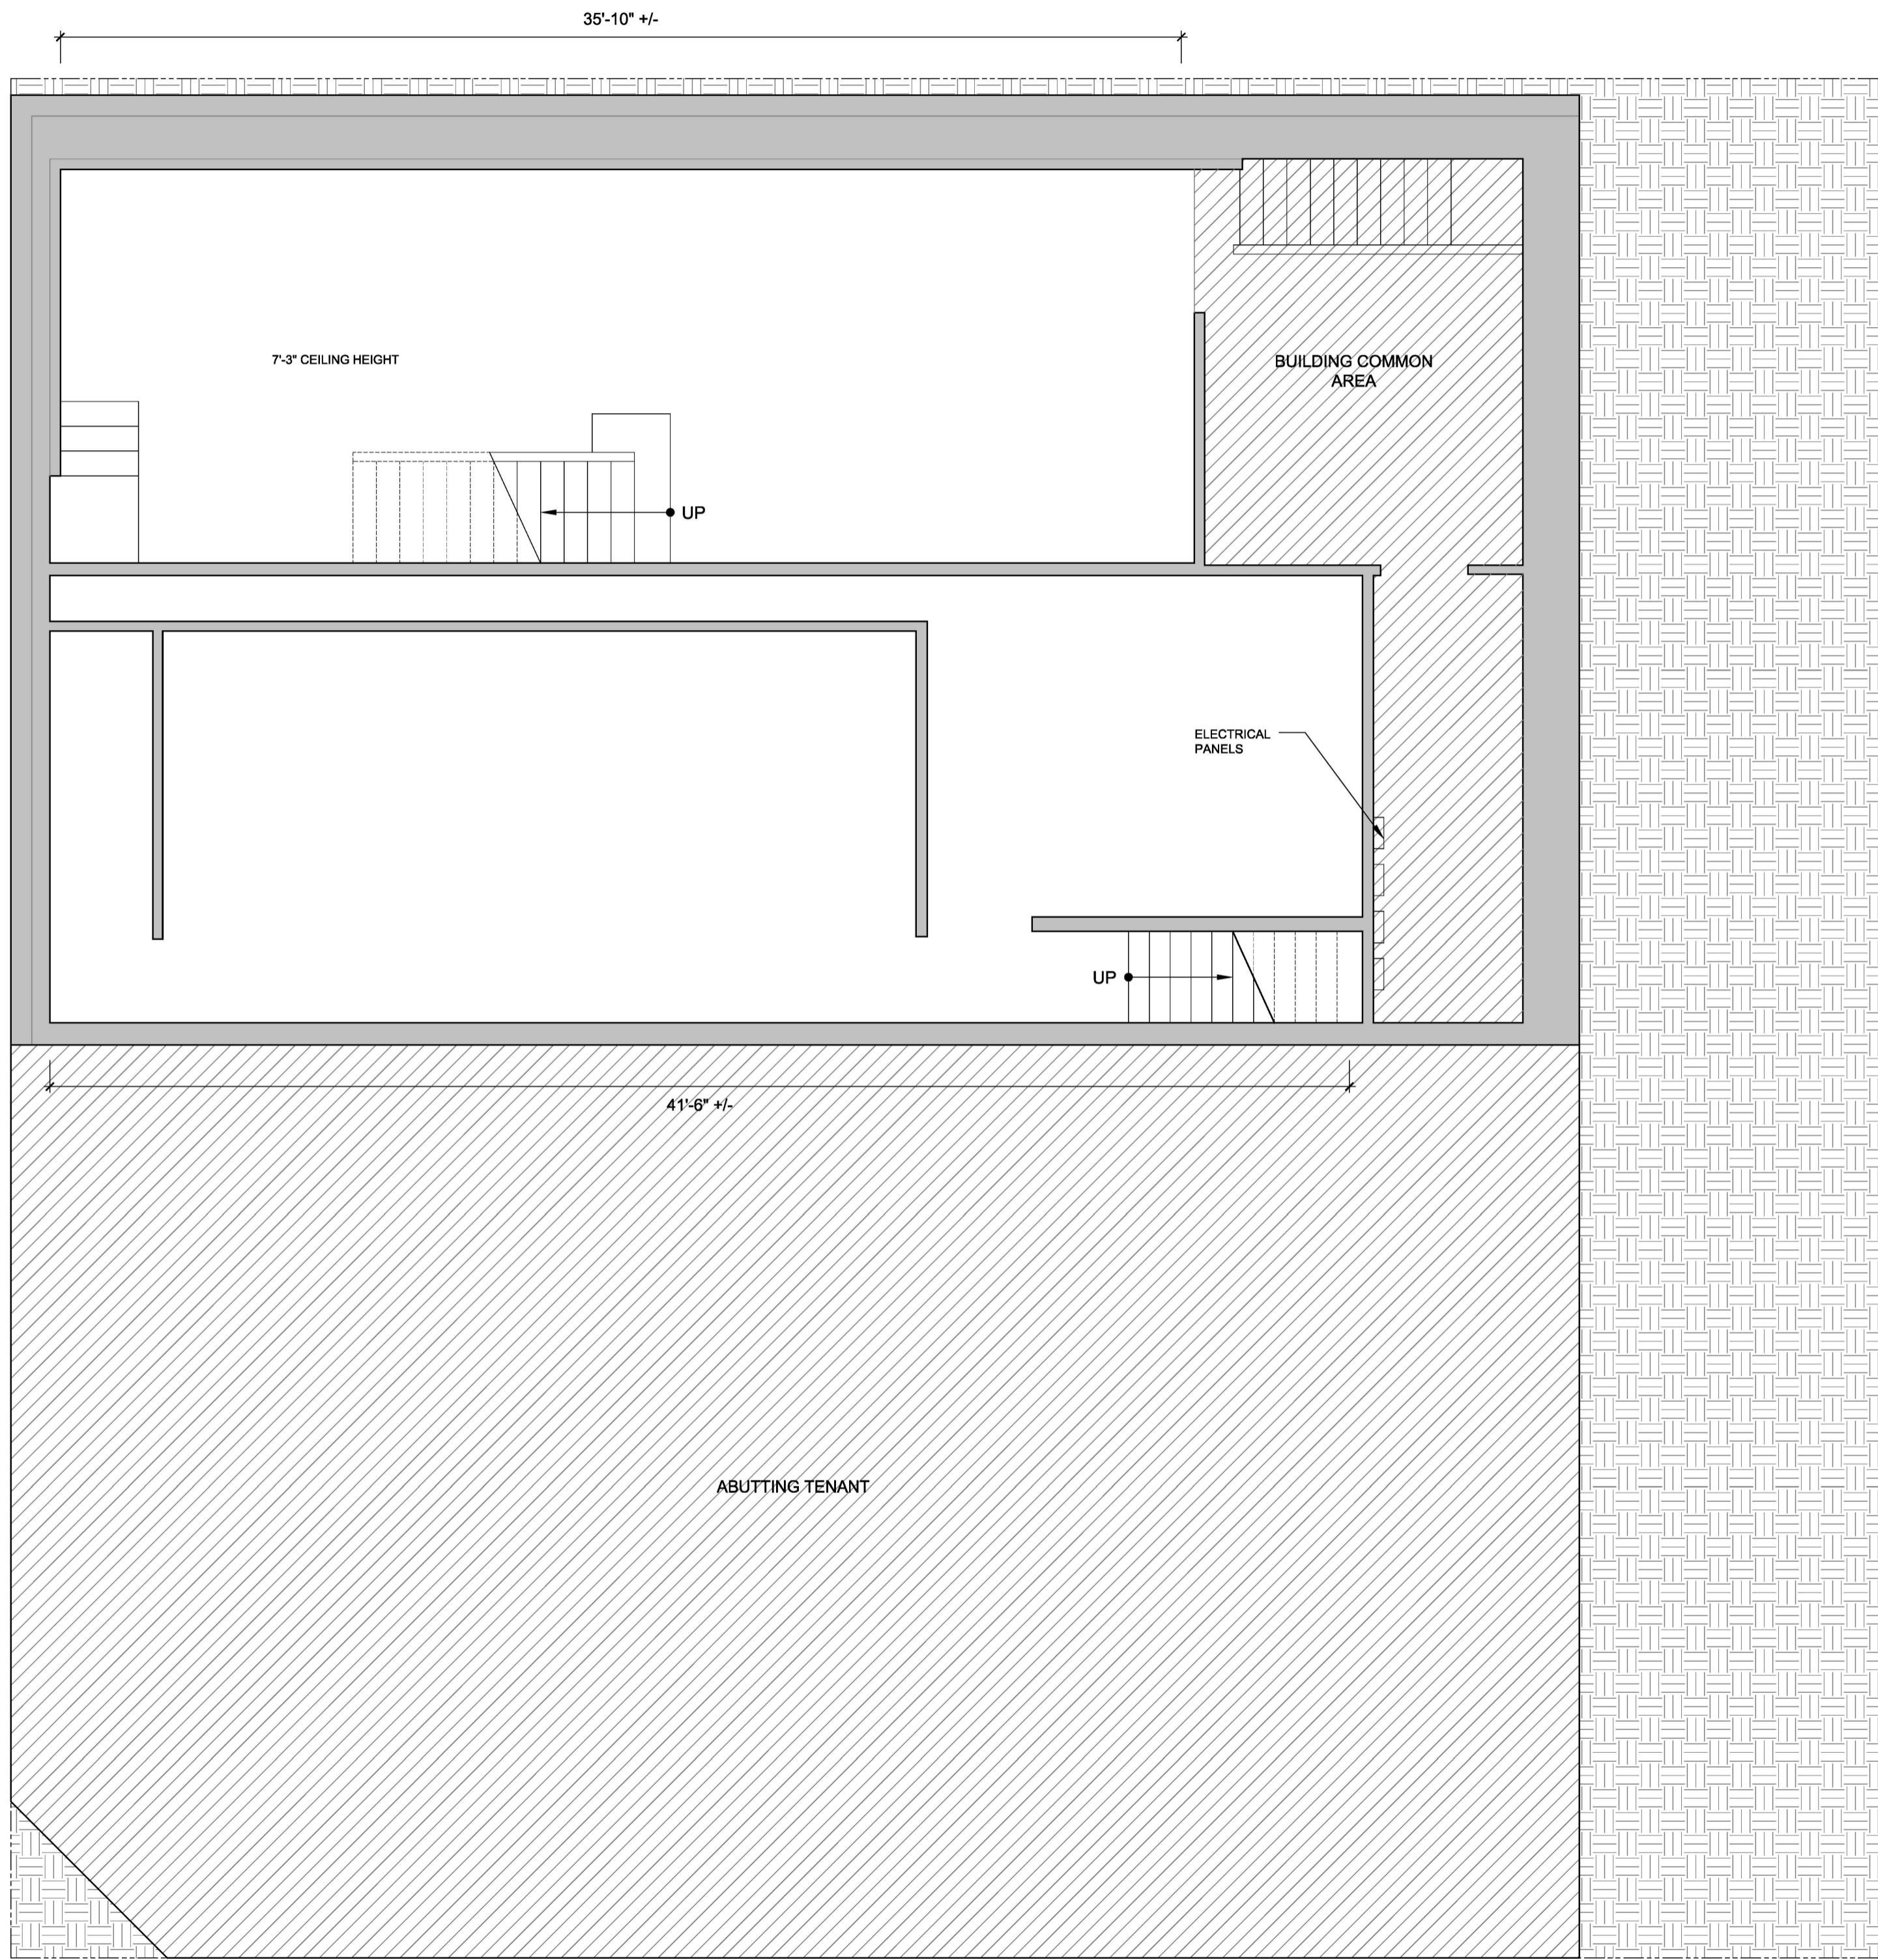 35'-10" +/-
7'-3" CEILING HEIGHT
BUILDING COMMON
AREA
UP
ELECTRICAL
PANELS
UP
41'-6" +/-
ABUTTING TENANT